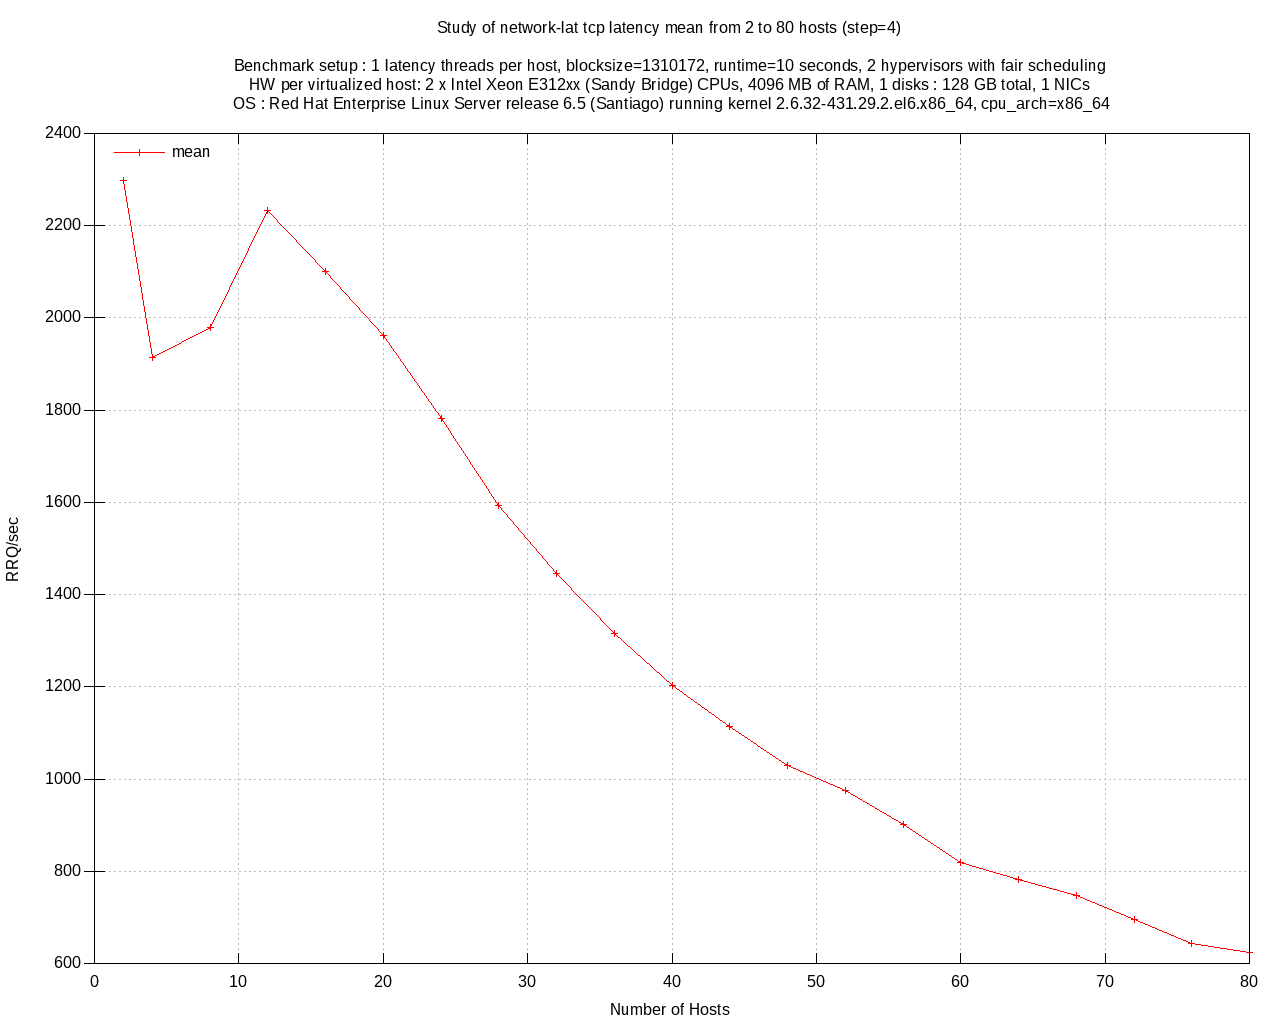 Study of network-lat tcp latency mean from 2 to 80 hosts (step=4)
Benchmark setup : 1 latency threads per host, blocksize=1310172, runtime=10 seconds, 2 hypervisors with fair scheduling
HW per virtualized host: 2 x Intel Xeon E312xx (Sandy Bridge) CPUs, 4096 MB of RAM, 1 disks : 128 GB total, 1 NICs
OS : Red Hat Enterprise Linux Server release 6.5 (Santiago) running kernel 2.6.32-431.29.2.el6.x86_64, cpu_arch=x86_64
2400
mean
2200
2000
1800
1600
1400
1200
1000
800
600
RRQ/sec
0 10 20 30 40 50 60 70 80
Number of Hosts